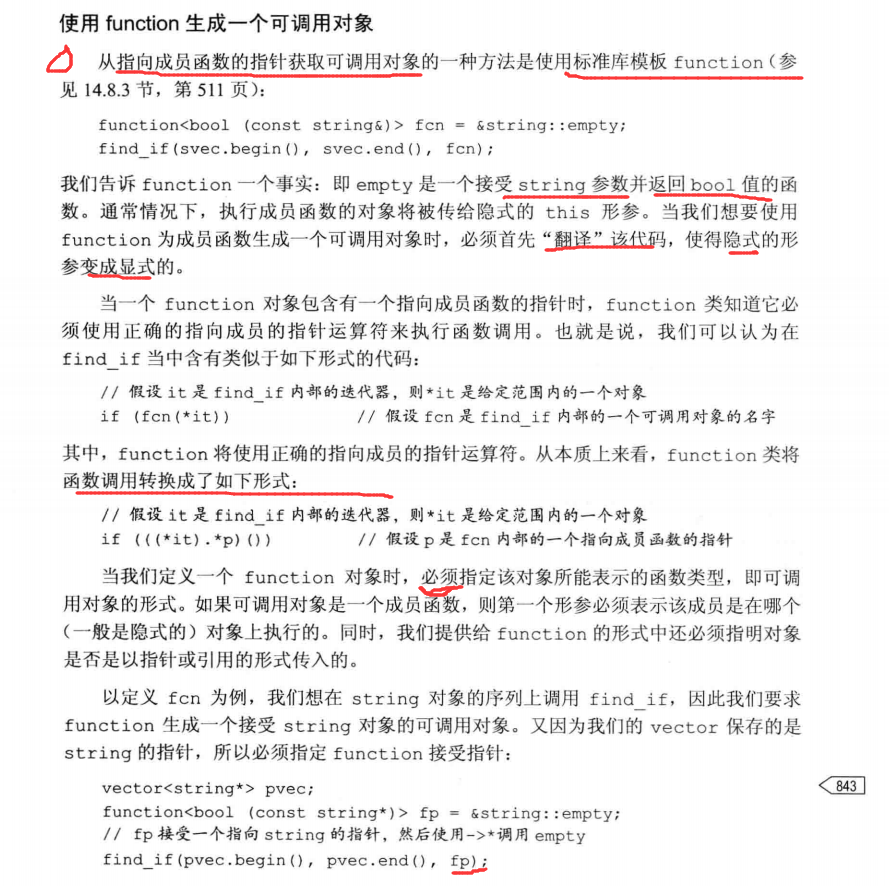 使用 function 生成一个可调用对象
从指向成员函数的指针获取可调用对象的一种方法是使用标准库模板 function（参
见 14.8.3 节，第 511 页）：
function<bool (const string&)> fcn = &string::empty;
find_if(svec.begin(), svec.end(), fcn);
我们告诉 function 一个事实：即 empty 是一个接受 string 参数并返回 bool 值的函
数。通常情况下，执行成员函数的对象将被传给隐式的 this 形参。当我们想要使用
function 为成员函数生成一个可调用对象时，必须首先“翻译”该代码，使得隐式的形
参变成显式的。
当一个 function 对象包含有一个指向成员函数的指针时，function 类知道它必
须使用正确的指向成员的指针运算符来执行函数调用。也就是说，我们可以认为在
find_if 当中含有类似于如下形式的代码：
// 假设 it 是 find_if 内部的迭代器，则*it 是给定范围内的一个对象
if (fcn(*it)) // 假设 fcn 是 find_if 内部的一个可调用对象的名字
其中，function 将使用正确的指向成员的指针运算符。从本质上来看，function 类将
函数调用转换成了如下形式：
// 假设 it 是 find_if 内部的迭代器，则*it 是给定范围内的一个对象
if (((*it).*p)()) // 假设 p 是 fcn 内部的一个指向成员函数的指针
当我们定义一个 function 对象时，必须指定该对象所能表示的函数类型，即可调
用对象的形式。如果可调用对象是一个成员函数，则第一个形参必须表示该成员是在哪个
（一般是隐式的）对象上执行的。同时，我们提供给 function 的形式中还必须指明对象
是否是以指针或引用的形式传入的。
以定义 fcn 为例，我们想在 string 对象的序列上调用 find_if，因此我们要求
function 生成一个接受 string 对象的可调用对象。又因为我们的 vector 保存的是
string 的指针，所以必须指定 function 接受指针：
vector<string*> pvec;
function<bool (const string*)> fp = &string::empty;
// fp 接受一个指向 string 的指针，然后使用->*调用 empty
find_if(pvec.begin(), pvec.end(), fp);
843